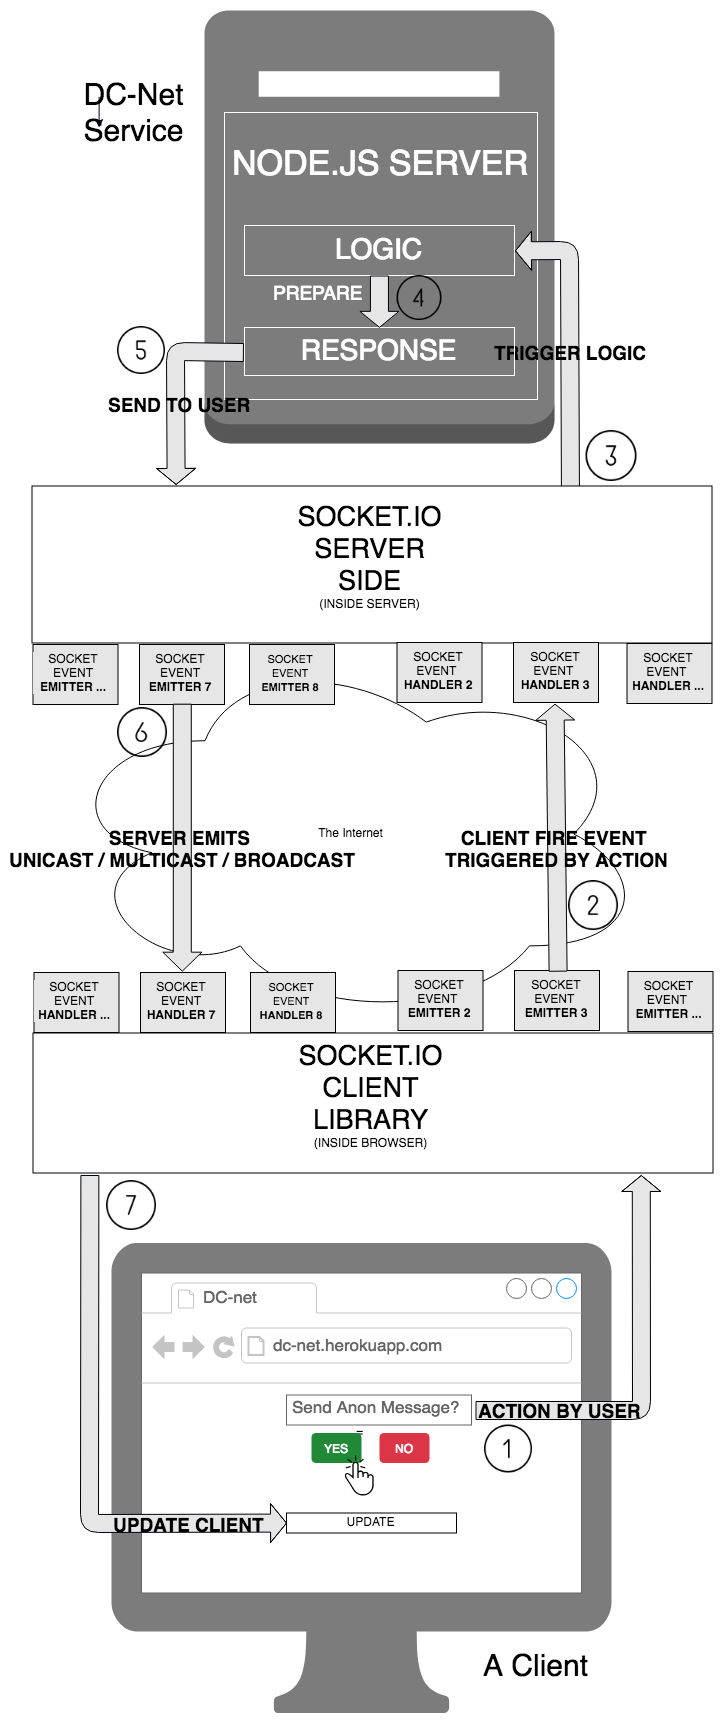 DC-Net
Service
NODE.JS SERVER
LOGIC
PREPARE
4
RESPONSE
5
TRIGGER LOGIC
SEND TO USER
3
SOCKET.IO
SERVER
SIDE
(INSIDE SERVER)
SOCKET
EVENT
EMITTER ...
SOCKET
EVENT
EMITTER 7
SOCKET
EVENT
EMITTER 8
SOCKET
EVENT
HANDLER 2
SOCKET
EVENT
HANDLER 3
SOCKET
EVENT
HANDLER ...
6
The Internet
SERVER EMITS
UNICAST / MULTICAST / BROADCAST
CLIENT FIRE EVENT
TRIGGERED BY ACTION
2
SOCKET
EVENT
HANDLER ...
SOCKET
EVENT
HANDLER 7
SOCKET
EVENT
HANDLER 8
SOCKET
EVENT
EMITTER 2
SOCKET
EVENT
EMITTER 3
SOCKET
EVENT
EMITTER ...
SOCKET.IO
CLIENT
LIBRARY
(INSIDE BROWSER)
7
DC-net
dc-net.herokuapp.com
Send Anon Message?
ACTION BY USER
YES
NO
1
UPDATE CLIENT
UPDATE
A Client